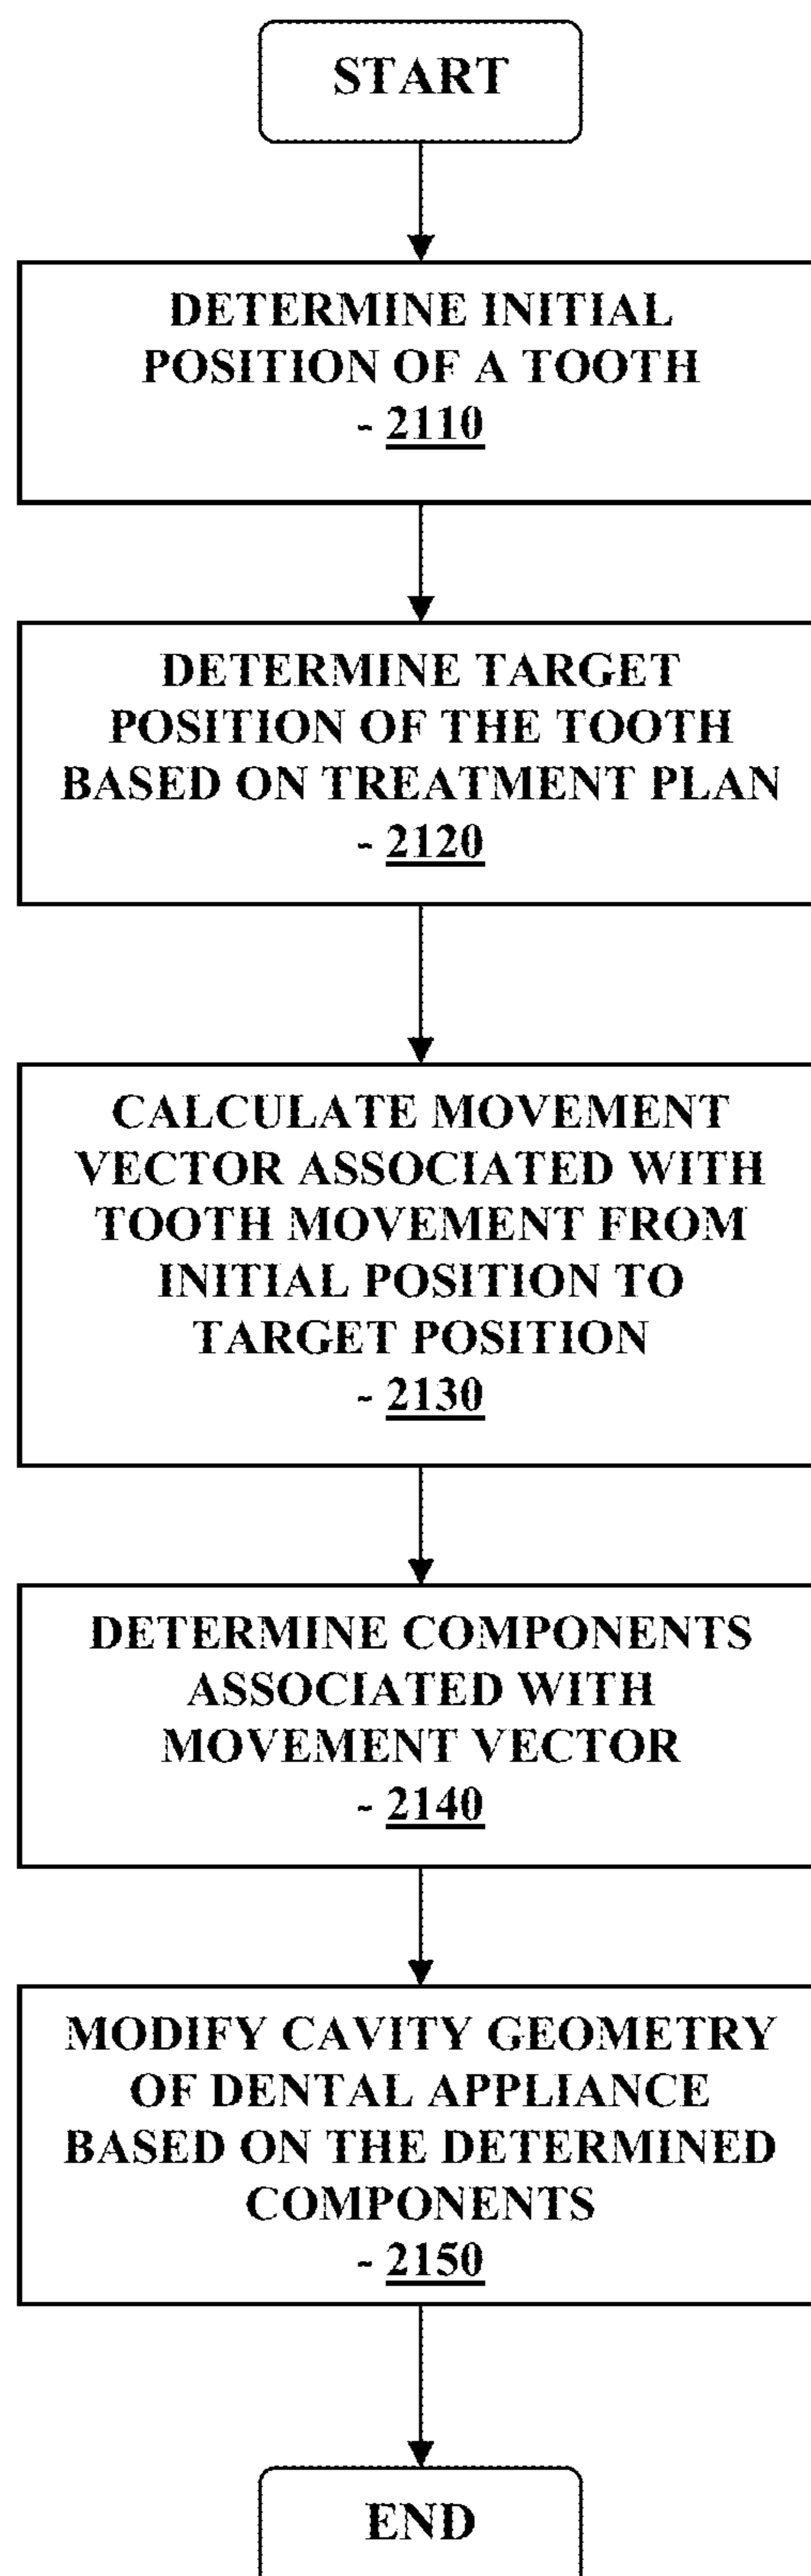 START
DETERMINE INITIAL
POSITION OF A TOOTH
- 2110
DETERMINE TARGET
POSITION OF THE TOOTH
BASED ON TREATMENT PLAN
- 2120
CALCULATE MOVEMENT
VECTOR ASSOCIATED WITH
TOOTH MOVEMENT FROM
INITIAL POSITION TO
TARGET POSITION
- 2130
DETERMINE COMPONENTS
ASSOCIATED WITH
MOVEMENT VECTOR
- 2140
MODIFY CAVITY GEOMETRY
OF DENTAL APPLIANCE
BASED ON THE DETERMINED
COMPONENTS
- 2150
END